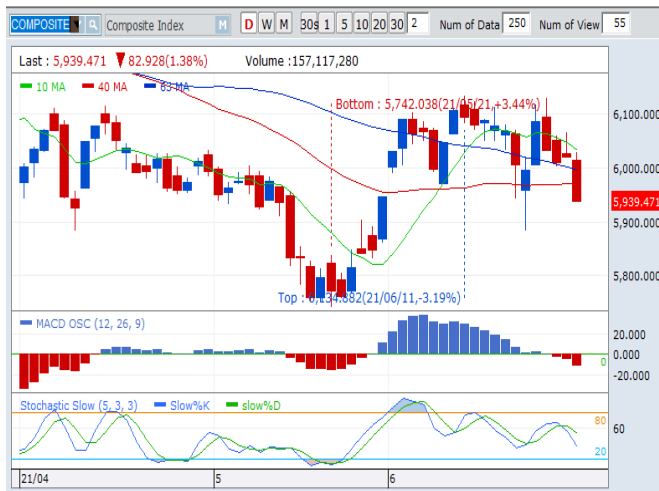 COMPOSITE Composite Index M D W M 30s 1 5 10 20 30 2 Num of Data 250 Num of View 55
Last : 5,939.471 ▼ 82.928(1.38%) Volume :157,117,280
10 MA 40 MA 63 MA
Bottom : 5,742.038(21/05/21,+3.44%)
6,100.000
6,000.000
5,939.471
5,900.000
5,800.000
Top : 6,134.882(21/06/11,-3.19%)
MACD OSC (12, 26, 9)
20.000
0.000
0
-20.000
Stochastic Slow (5, 3, 3) Slow%K slow%D
80
60
20
21/04 5 6